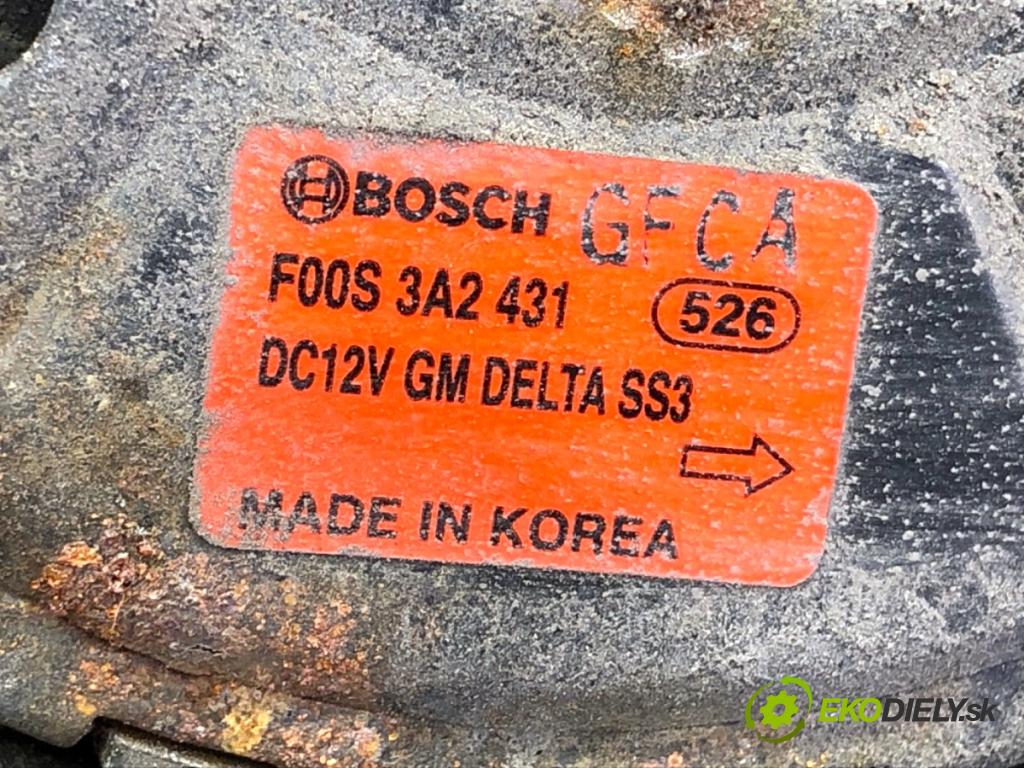 BOSCH GFCA
F00S 3A2 431 526
DC12V GM DELTA SS3
MADE IN KOREA
EKODIELY.sk